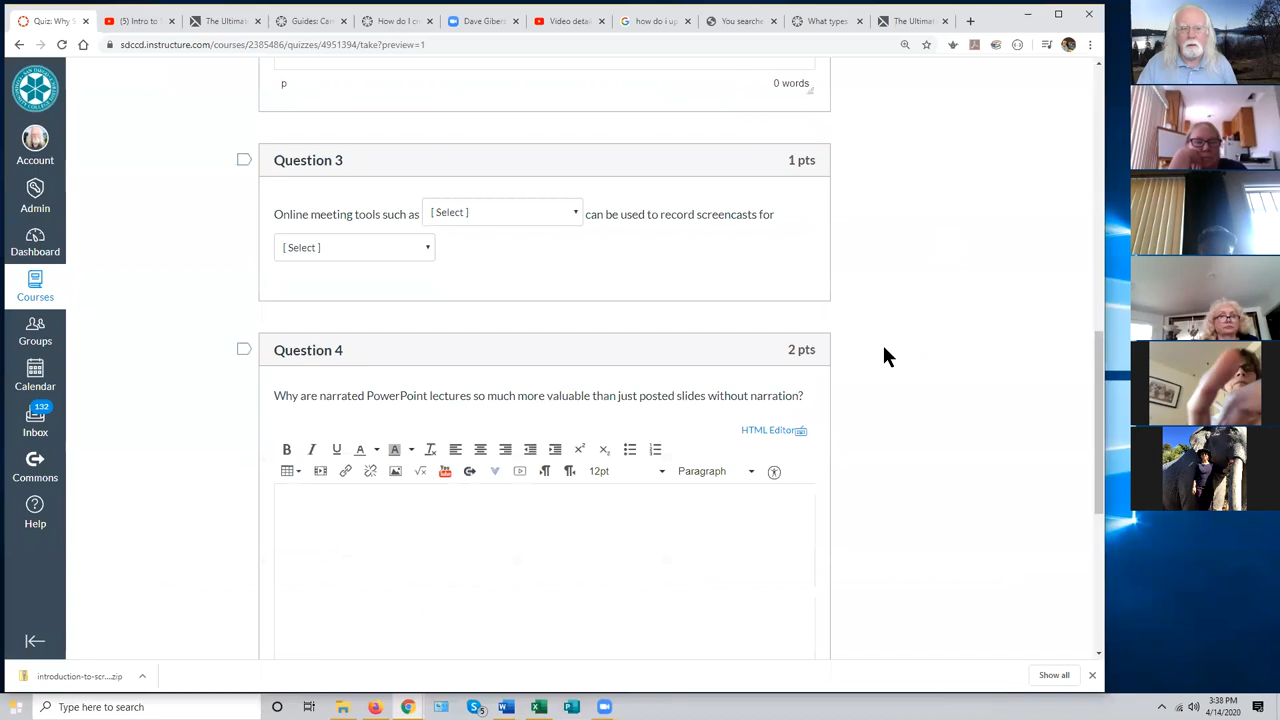 Quiz: Why S
(5) Intro to S
The Ultima
Guides: Can
How do I cr
Dave Gibers
Video detai
how do i up
You searche
What types
The Ultimat
sdccd.instructure.com/courses/2385486/quizzes/4951394/take?preview=1
Account
Admin
Dashboard
Courses
Groups
Calendar
132
Inbox
Commons
Help
p
0 words
Question 3
1 pts
Online meeting tools such as [ Select ] can be used to record screencasts for
[ Select ]
Question 4
2 pts
Why are narrated PowerPoint lectures so much more valuable than just posted slides without narration?
HTML Editor
12pt
Paragraph
introduction-to-scr....zip
Show all
Type here to search
5
3:38 PM
4/14/2020